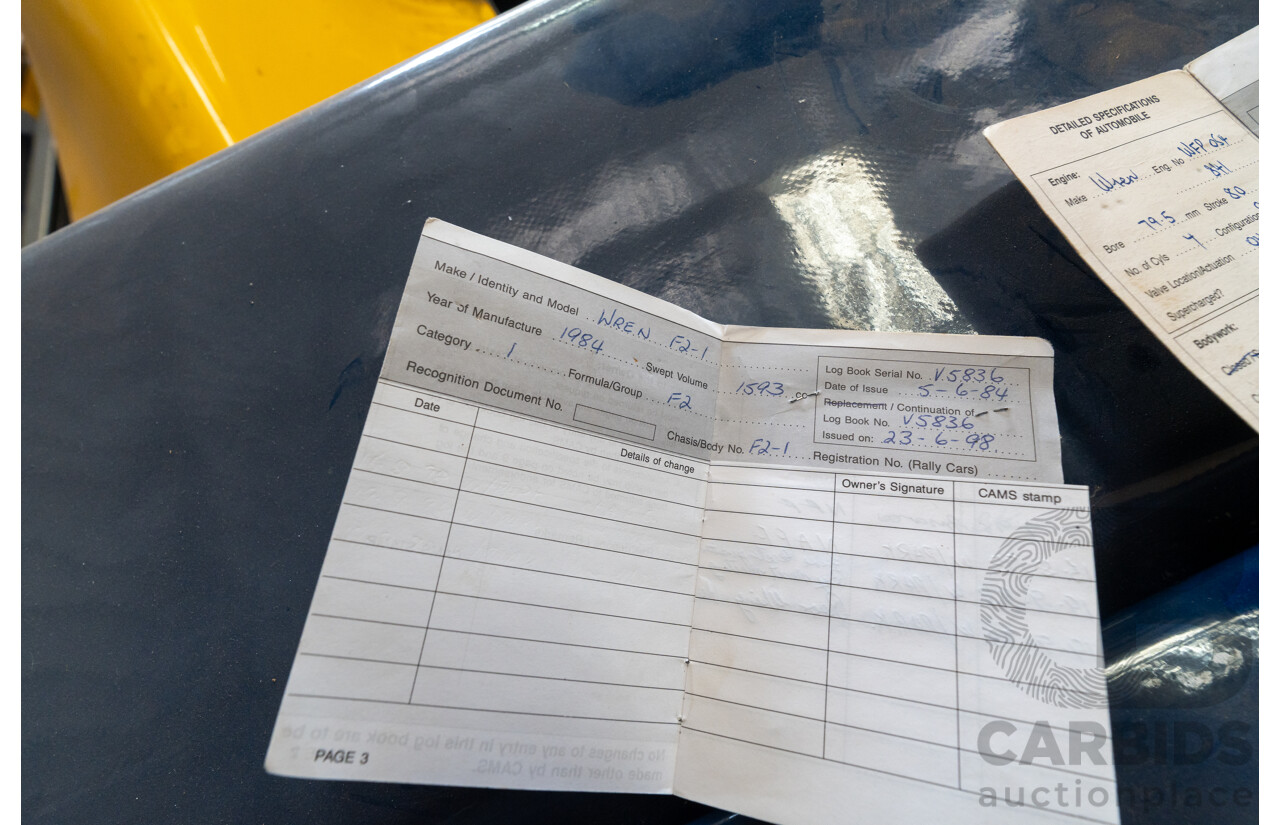 Make / Identity and Model WREN F2-1
Year of Manufacture 1984 Swept Volume 1593 cc
Category 1 Formula/Group F2
Recognition Document No. Chasis/Body No. F2-1 Registration No. (Rally Cars)
Log Book Serial No. V5836
Date of Issue 5-6-84
Replacement / Continuation of
Log Book No. V5836
Issued on: 23-6-98
Date Details of change Owner's Signature CAMS stamp
No changes to any entry in this log book are to be
made other than by CAMS.
PAGE 3
DETAILED SPECIFICATIONS
OF AUTOMOBILE
Engine:
Make Wren Eng. No WFP
Bore 79.5 mm Stroke 80
No. of Cyls 4 Configuration
Valve Location/Actuation
Supercharged?
Bodywork:
CARBIDS
auctionplace